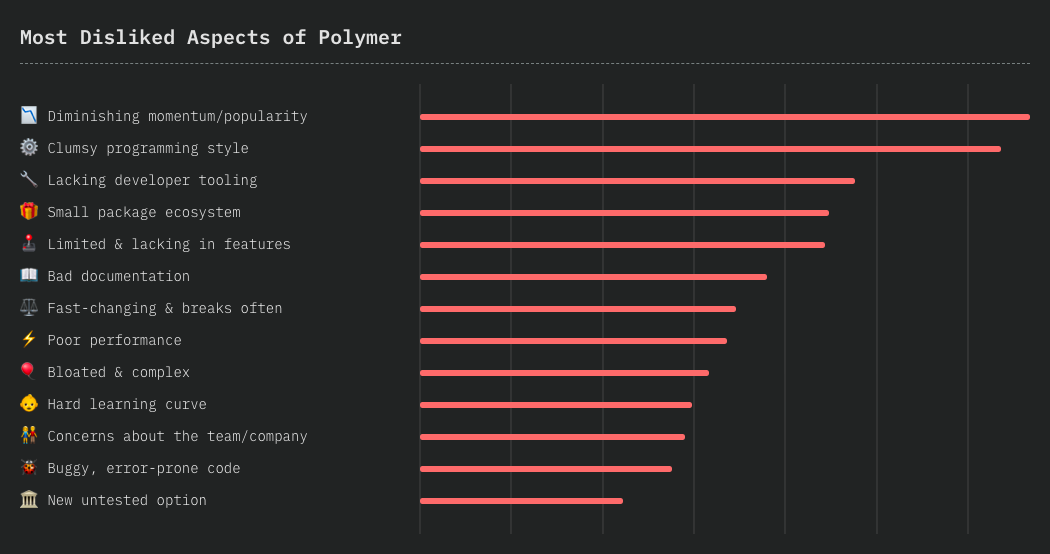 Most Disliked Aspects of Polymer
Diminishing momentum/popularity
Clumsy programming style
Lacking developer tooling
Small package ecosystem
Limited & lacking in features
Bad documentation
Fast-changing & breaks often
Poor performance
Bloated & complex
Hard learning curve
Concerns about the team/company
Buggy, error-prone code
New untested option